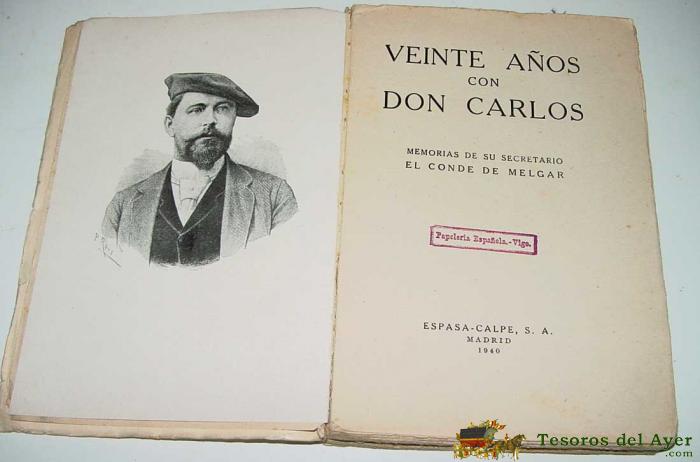 VEINTE AÑOS
CON
DON CARLOS
MEMORIAS DE SU SECRETARIO
EL CONDE DE MELGAR
Papelería Española.-Vigo.
ESPASA-CALPE, S. A.
MADRID
1940
Tesoros del Ayer
.com